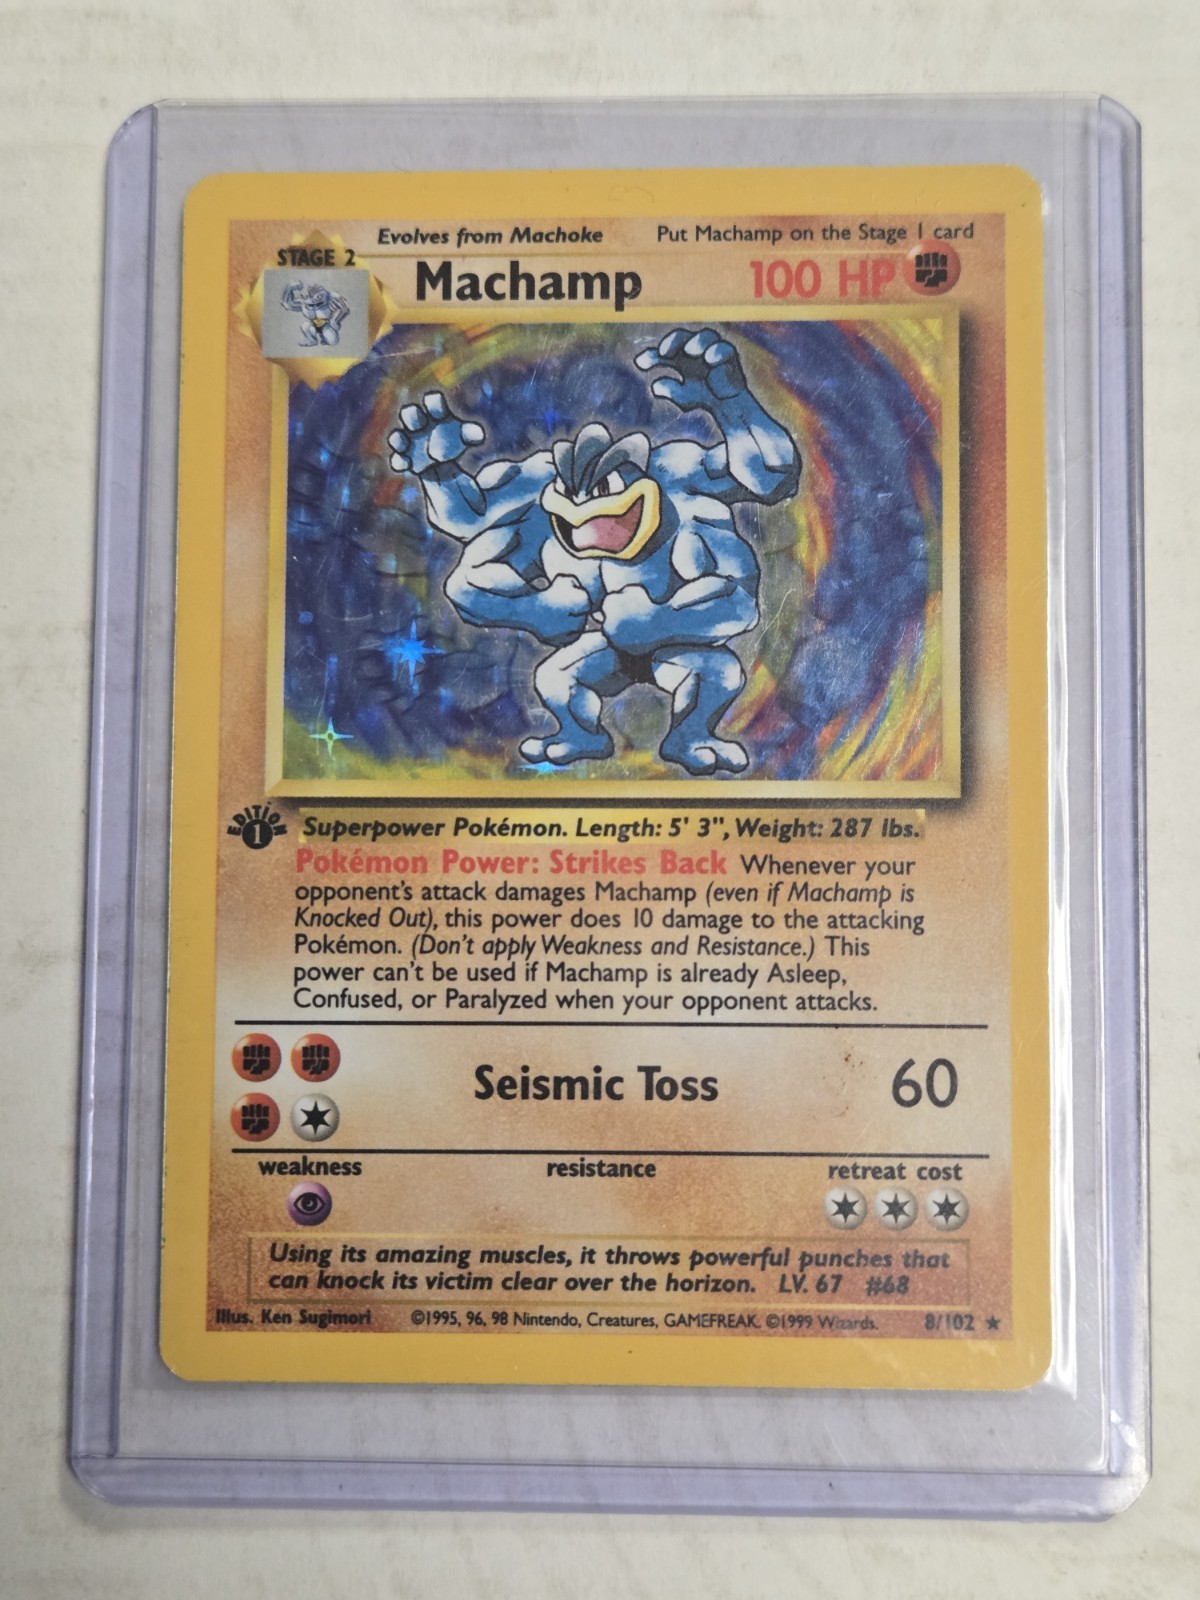 Evolves from Machoke Put Machamp on the Stage 1 card
STAGE 2
Machamp 100 HP
EDITION
1
Superpower Pokémon. Length: 5' 3", Weight: 287 lbs.
Pokémon Power: Strikes Back Whenever your
opponent's attack damages Machamp (even if Machamp is
Knocked Out), this power does 10 damage to the attacking
Pokémon. (Don't apply Weakness and Resistance.) This
power can't be used if Machamp is already Asleep,
Confused, or Paralyzed when your opponent attacks.
Seismic Toss 60
weakness resistance retreat cost
Using its amazing muscles, it throws powerful punches that
can knock its victim clear over the horizon. LV. 67 #68
Illus. Ken Sugimori ©1995, 96, 98 Nintendo, Creatures, GAMEFREAK. ©1999 Wizards. 8/102 ★